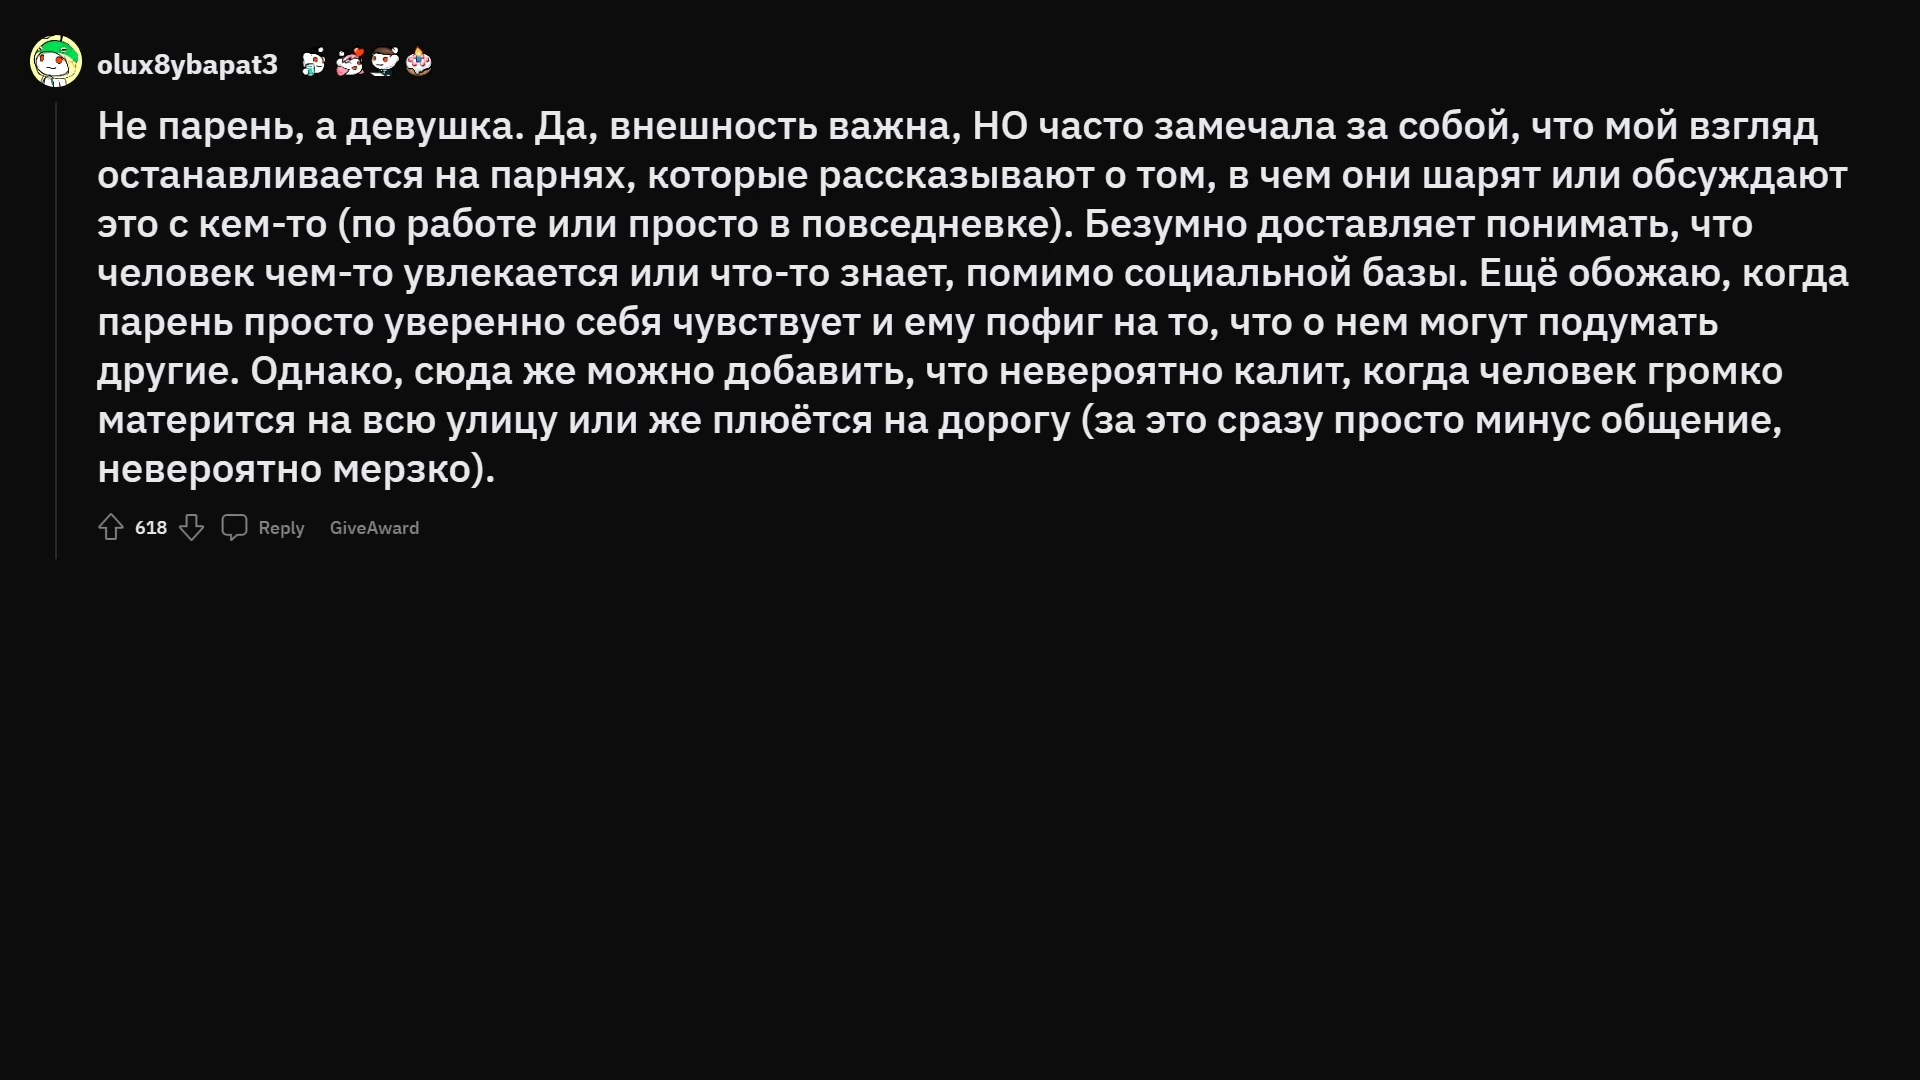 olux8ybapat3
Не парень, а девушка. Да, внешность важна, НО часто замечала за собой, что мой взгляд
останавливается на парнях, которые рассказывают о том, в чем они шарят или обсуждают
это с кем-то (по работе или просто в повседневке). Безумно доставляет понимать, что
человек чем-то увлекается или что-то знает, помимо социальной базы. Ещё обожаю, когда
парень просто уверенно себя чувствует и ему пофиг на то, что о нем могут подумать
другие. Однако, сюда же можно добавить, что невероятно калит, когда человек громко
матерится на всю улицу или же плюётся на дорогу (за это сразу просто минус общение,
невероятно мерзко).
618 Reply GiveAward